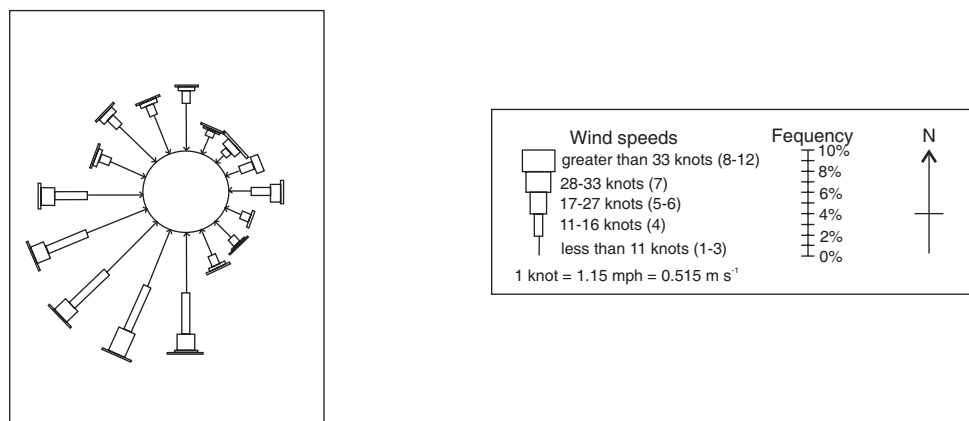 Wind speeds
greater than 33 knots (8-12)
28-33 knots (7)
17-27 knots (5-6)
11-16 knots (4)
less than 11 knots (1-3)
1 knot = 1.15 mph = 0.515 m s⁻¹
Fequency
10%
8%
6%
4%
2%
0%
N